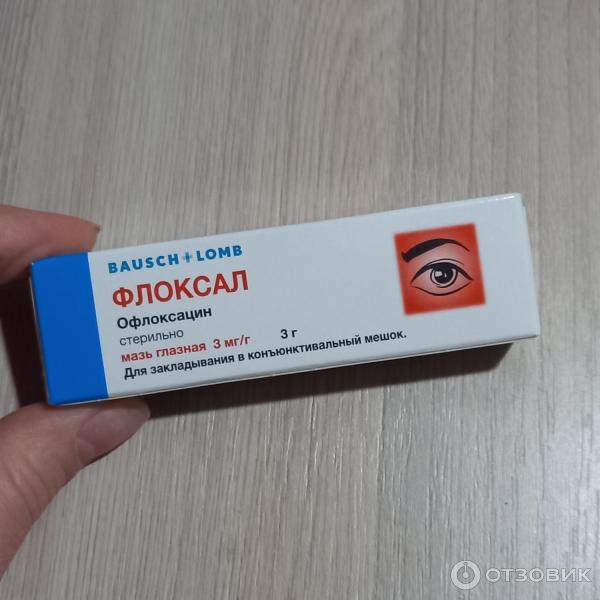 BAUSCH + LOMB
ФЛОКСАЛ
Офлоксацин
стерильно
мазь глазная 3 мг/г 3 г
Для закладывания в конъюнктивальный мешок.
ОТЗОВИК